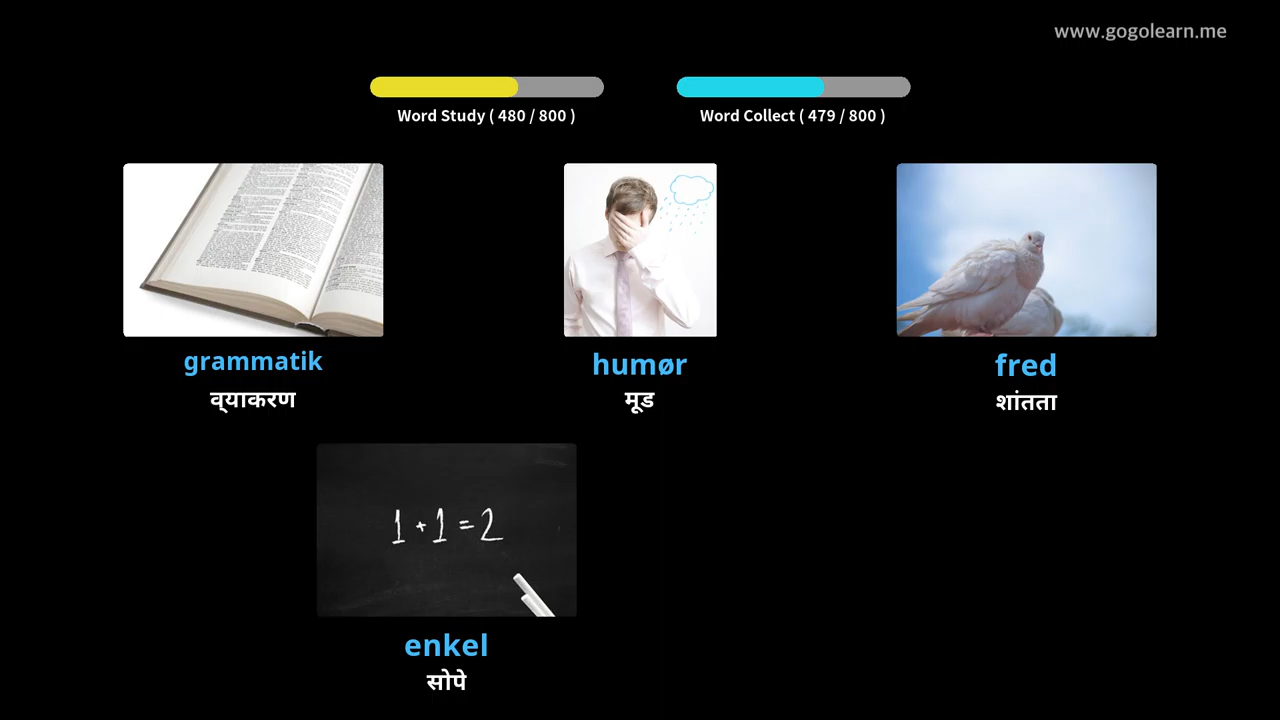 www.gogolearn.me
Word Study ( 480 / 800 )
Word Collect ( 479 / 800 )
grammatik
व्याकरण
humør
मूड
fred
शांतता
1 + 1 = 2
enkel
सोपे